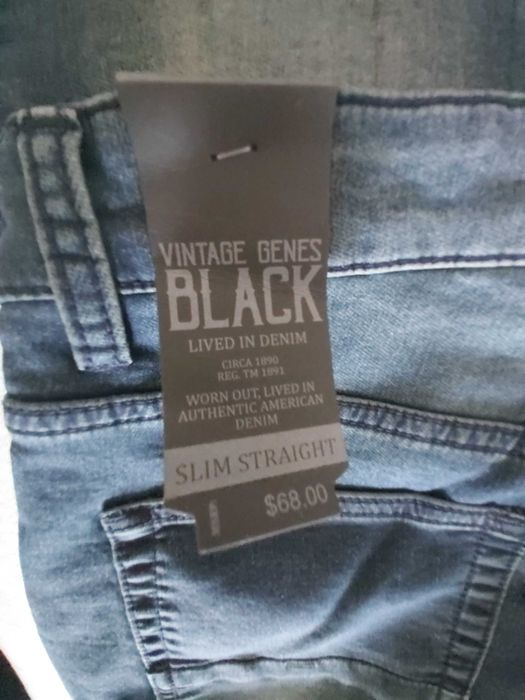 VINTAGE GENES
BLACK
LIVED IN DENIM
CIRCA 1890
REG. TM 1891
WORN OUT, LIVED IN
AUTHENTIC AMERICAN
DENIM
SLIM STRAIGHT
$68.00